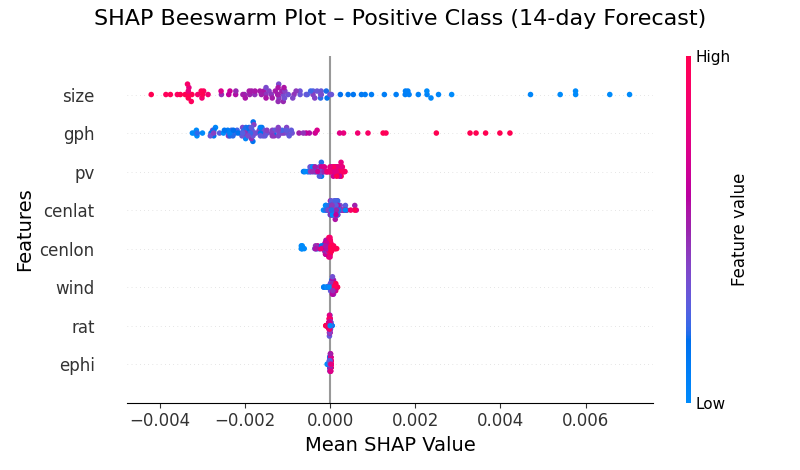 SHAP Beeswarm Plot – Positive Class (14-day Forecast)
High
size
gph
pv
cenlat
cenlon
wind
rat
ephi
Features
Feature value
Low
−0.004 −0.002 0.000 0.002 0.004 0.006
Mean SHAP Value